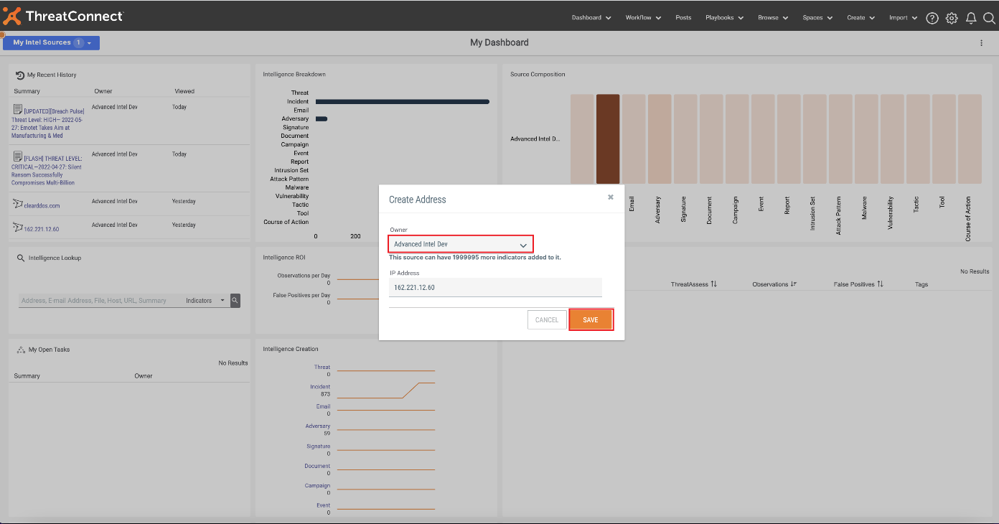 ThreatConnect
Dashboard
Workflow
Posts
Playbooks
Browse
Spaces
Create
Import
My Intel Sources 1
My Dashboard
My Recent History
Summary Owner Viewed
[UPDATED][Breach Pulse] Advanced Intel Dev Today
Threat Level: HIGH— 2022-05-
27: Emotet Takes Aim at
Manufacturing & Med
[FLASH] THREAT LEVEL: Advanced Intel Dev Today
CRITICAL—2022-04-27: Silent
Ransom Successfully
Compromises Multi-Billion
clearddos.com Advanced Intel Dev Yesterday
162.221.12.60 Advanced Intel Dev Yesterday
Intelligence Breakdown
Threat
Incident
Email
Adversary
Signature
Document
Campaign
Event
Report
Intrusion Set
Attack Pattern
Malware
Vulnerability
Tactic
Tool
Course of Action
0 200
Source Composition
Advanced Intel D...
Email
Adversary
Signature
Document
Campaign
Event
Report
Intrusion Set
Attack Pattern
Malware
Vulnerability
Tactic
Tool
Course of Action
Create Address
Owner
Advanced Intel Dev
This source can have 1999995 more indicators added to it.
IP Address
162.221.12.60
CANCEL
SAVE
Intelligence Lookup
Address, E-mail Address, File, Host, URL, Summary Indicators
Intelligence ROI
Observations per Day
0
False Positives per Day
0
No Results
ThreatAssess Observations False Positives Tags
My Open Tasks
No Results
Summary Owner
Intelligence Creation
Threat
0
Incident
873
Email
0
Adversary
59
Signature
0
Document
0
Campaign
0
Event
0